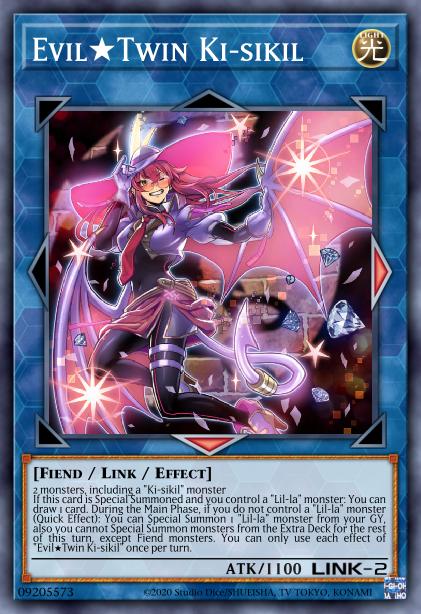 Evil★Twin Ki-sikil
LIGHT
光
[Fiend / Link / Effect]
2 monsters, including a "Ki-sikil" monster
If this card is Special Summoned and you control a "Lil-la" monster: You can
draw 1 card. During the Main Phase, if you do not control a "Lil-la" monster
(Quick Effect): You can Special Summon 1 "Lil-la" monster from your GY,
also you cannot Special Summon monsters from the Extra Deck for the rest
of this turn, except Fiend monsters. You can only use each effect of
"Evil★Twin Ki-sikil" once per turn.
ATK/1100 LINK-2
09205573 ©2020 Studio Dice/SHUEISHA, TV TOKYO, KONAMI